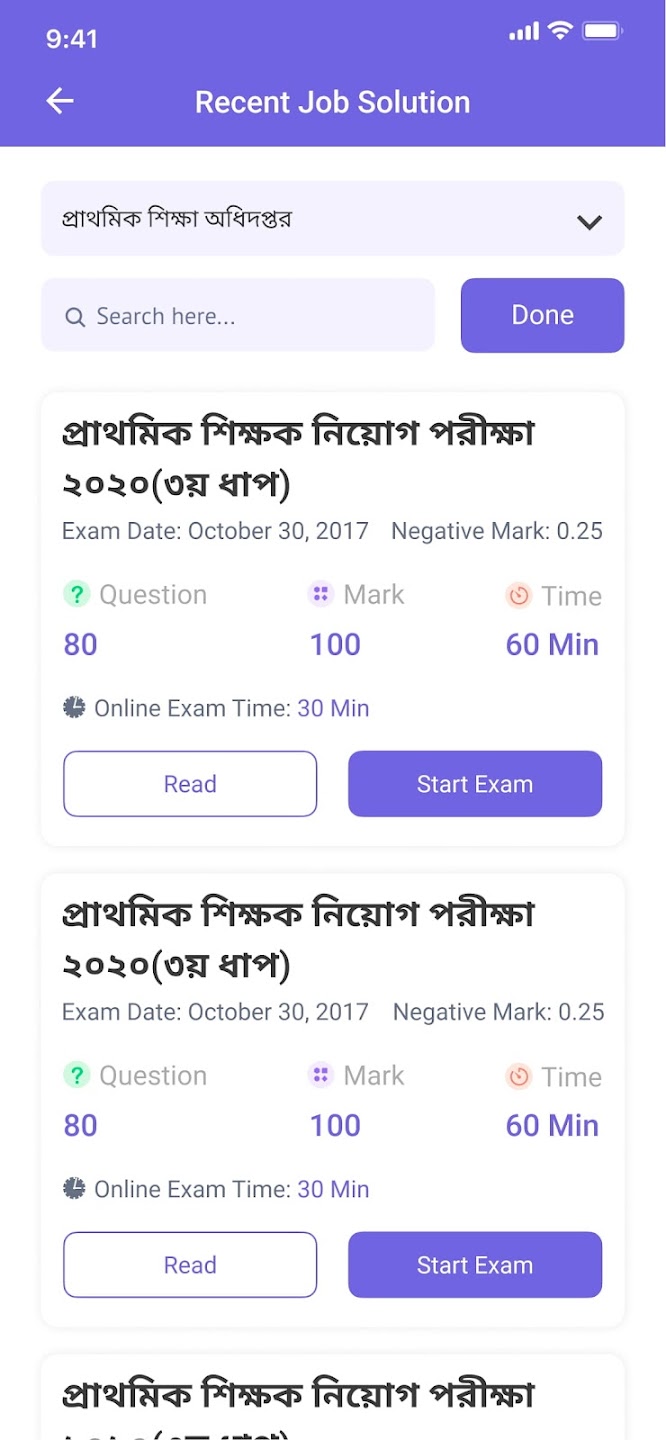 9:41
Recent Job Solution
প্রাথমিক শিক্ষা অধিদপ্তর
Search here...
Done
প্রাথমিক শিক্ষক নিয়োগ পরীক্ষা
২০২০(৩য় ধাপ)
Exam Date: October 30, 2017 Negative Mark: 0.25
? Question Mark Time
80 100 60 Min
Online Exam Time: 30 Min
Read Start Exam
প্রাথমিক শিক্ষক নিয়োগ পরীক্ষা
২০২০(৩য় ধাপ)
Exam Date: October 30, 2017 Negative Mark: 0.25
? Question Mark Time
80 100 60 Min
Online Exam Time: 30 Min
Read Start Exam
প্রাথমিক শিক্ষক নিয়োগ পরীক্ষা